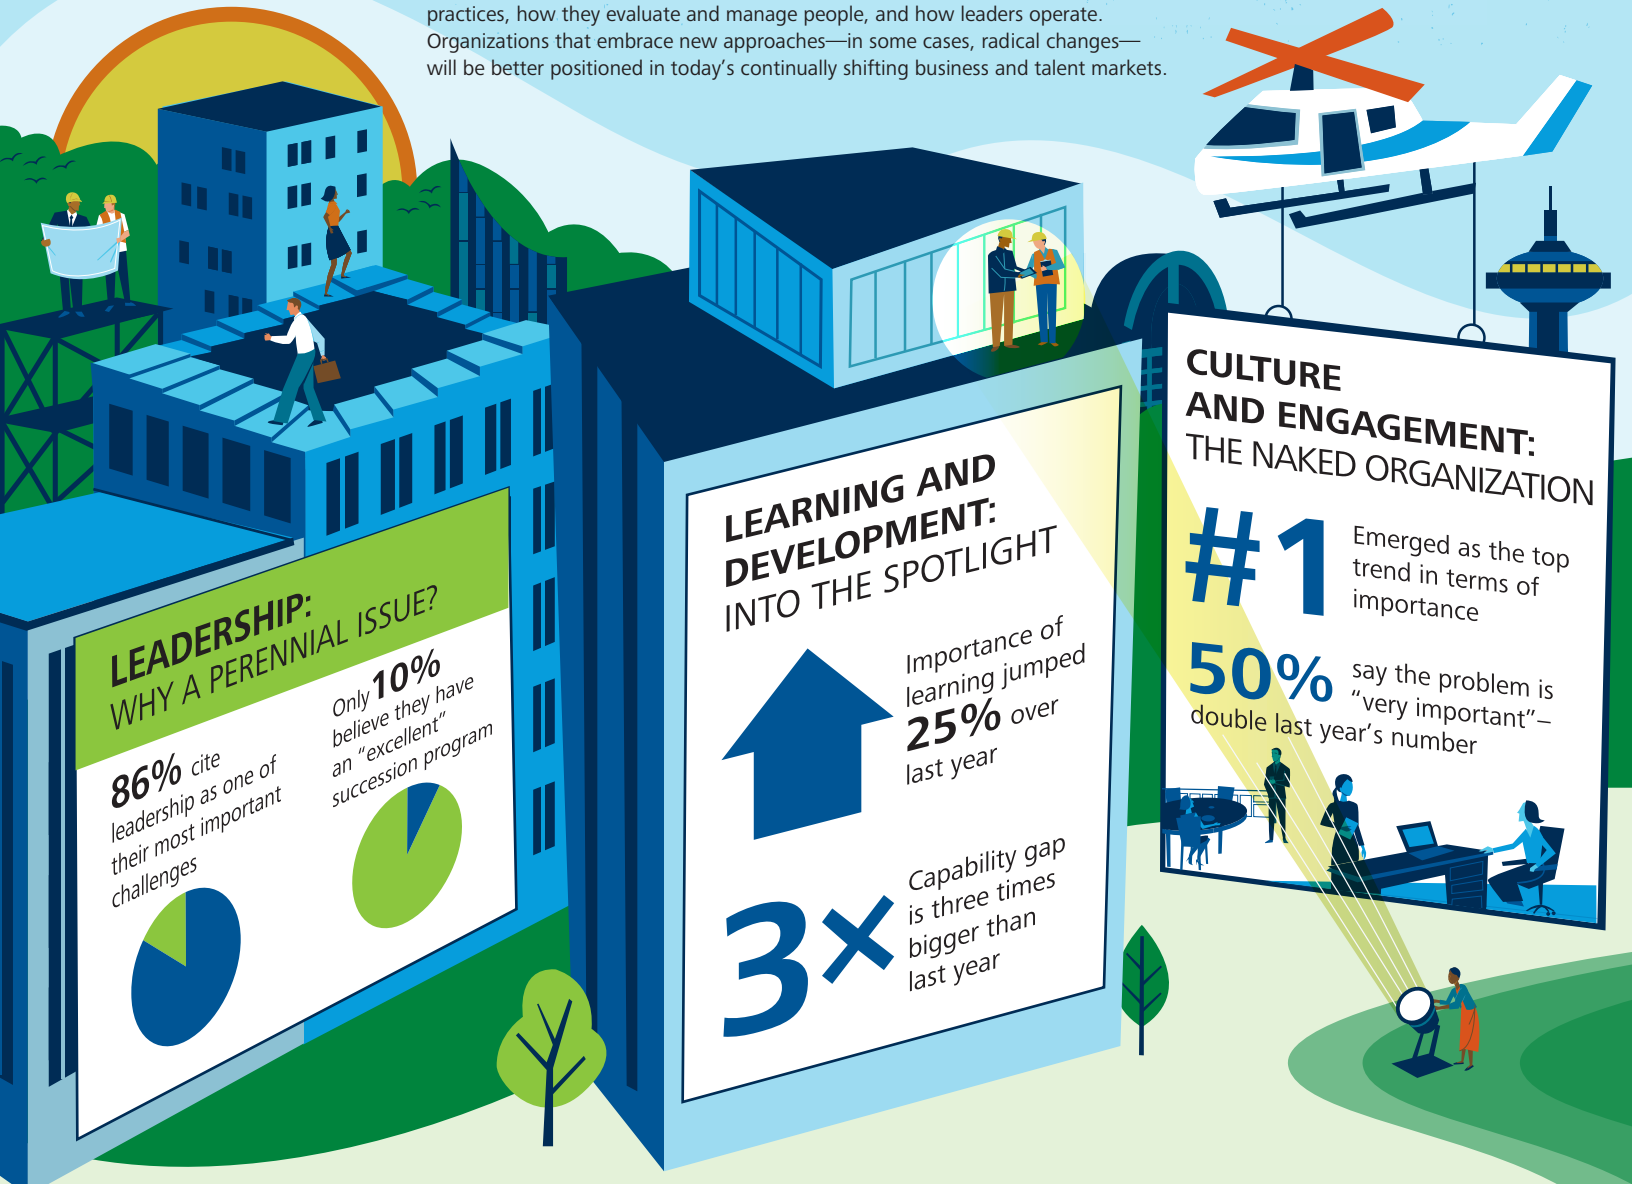 practices, how they evaluate and manage people, and how leaders operate.
Organizations that embrace new approaches—in some cases, radical changes—
will be better positioned in today’s continually shifting business and talent markets.
LEADERSHIP:
WHY A PERENNIAL ISSUE?
86% cite
leadership as one of
their most important
challenges
Only 10%
believe they have
an “excellent”
succession program
LEARNING AND
DEVELOPMENT:
INTO THE SPOTLIGHT
Importance of
learning jumped
25% over
last year
3×
Capability gap
is three times
bigger than
last year
CULTURE
AND ENGAGEMENT:
THE NAKED ORGANIZATION
#1
Emerged as the top
trend in terms of
importance
50% say the problem is
“very important”–
double last year’s number